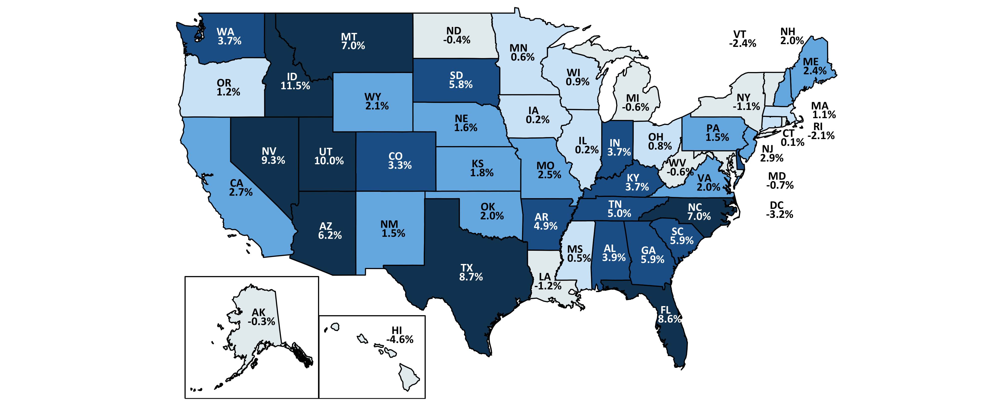 WA
3.7%
MT
7.0%
ND
-0.4%
MN
0.6%
VT
-2.4%
NH
2.0%
ME
2.4%
OR
1.2%
ID
11.5%
WY
2.1%
SD
5.8%
WI
0.9%
MI
-0.6%
NY
-1.1%
MA
1.1%
RI
-2.1%
CT
0.1%
NE
1.6%
IA
0.2%
IL
0.2%
IN
3.7%
OH
0.8%
PA
1.5%
NJ
2.9%
NV
9.3%
UT
10.0%
CO
3.3%
KS
1.8%
MO
2.5%
KY
3.7%
WV
-0.6%
VA
2.0%
MD
-0.7%
DC
-3.2%
CA
2.7%
AZ
6.2%
NM
1.5%
OK
2.0%
AR
4.9%
TN
5.0%
NC
7.0%
SC
5.9%
MS
0.5%
AL
3.9%
GA
5.9%
TX
8.7%
LA
-1.2%
FL
8.6%
AK
-0.3%
HI
-4.6%